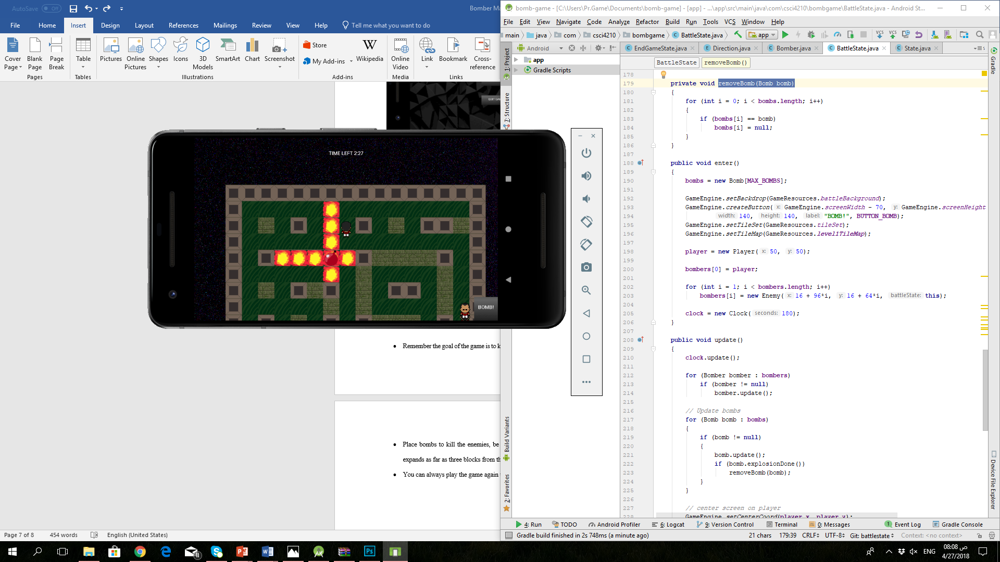 AutoSave Off
Bomber Ma
File Home Insert Design Layout References Mailings Review View Help Tell me what you want to do
Cover Page
Blank Page
Page Break
Table
Pictures
Online Pictures
Shapes
Icons
3D Models
SmartArt
Chart
Screenshot
Store
My Add-ins
Wikipedia
Online Video
Link
Bookmark
Cross-reference
Pages Tables Illustrations Add-ins Media Links
QUIT GA
TIME LEFT 2:27
BOMB!
Remember the goal of the game is to k
Place bombs to kill the enemies, be
expands as far as three blocks from th
You can always play the game again
Page 7 of 8 454 words English (United States)
bomb-game - [C:\Users\Pr.Game\Documents\bomb-game] - [app] - ...\app\src\main\java\com\csci4210\bombgame\BattleState.java - Android St...
File Edit View Navigate Code Analyze Refactor Build Run Tools VCS Window Help
main java com csci4210 bombgame BattleState.java app VCS VCS
Android
app
Gradle Scripts
1: Project
7: Structure
Build Variants
2: Favorites
Gradle
Device File Explorer
EndGameState.java Direction.java Bomber.java BattleState.java State.java
BattleState removeBomb()
178
179 private void removeBomb(Bomb bomb)
180 {
181 for (int i = 0; i < bombs.length; i++)
182 {
183 if (bombs[i] == bomb)
184 bombs[i] = null;
185 }
186 }
187
188 public void enter()
189 {
190 bombs = new Bomb[MAX_BOMBS];
191
192 GameEngine.setBackdrop(GameResources.battleBackground);
193 GameEngine.createButton( x: GameEngine.screenWidth - 70, y: GameEngine.screenHeight
194 width: 140, height: 140, label: "BOMB!", BUTTON_BOMB);
195 GameEngine.setTileSet(GameResources.tileSet);
196 GameEngine.setTileMap(GameResources.level1TileMap);
197
198 player = new Player( x: 50, y: 50);
199
200 bombers[0] = player;
201
202 for (int i = 1; i < bombers.length; i++)
203 bombers[i] = new Enemy( x: 16 + 96*i, y: 16 + 64*i, battleState: this);
204
205 clock = new Clock( seconds: 180);
206 }
207
208 public void update()
209 {
210 clock.update();
211
212 for (Bomber bomber : bombers)
213 if (bomber != null)
214 bomber.update();
215
216 // Update bombs
217 for (Bomb bomb : bombs)
218 {
219 if (bomb != null)
220 {
221 bomb.update();
222 if (bomb.explosionDone())
223 removeBomb(bomb);
224 }
225 }
226
227 // center screen on player
228 GameEngine.setCenterCoord(player.x, player.y);
4: Run TODO Android Profiler 6: Logcat 9: Version Control Terminal 0: Messages 1 Event Log Gradle Console
Gradle build finished in 2s 748ms (a minute ago) 21 chars 179:39 CRLF UTF-8 Git: battlestate Context: <no context>
ENG
08:08 ص
4/27/2018